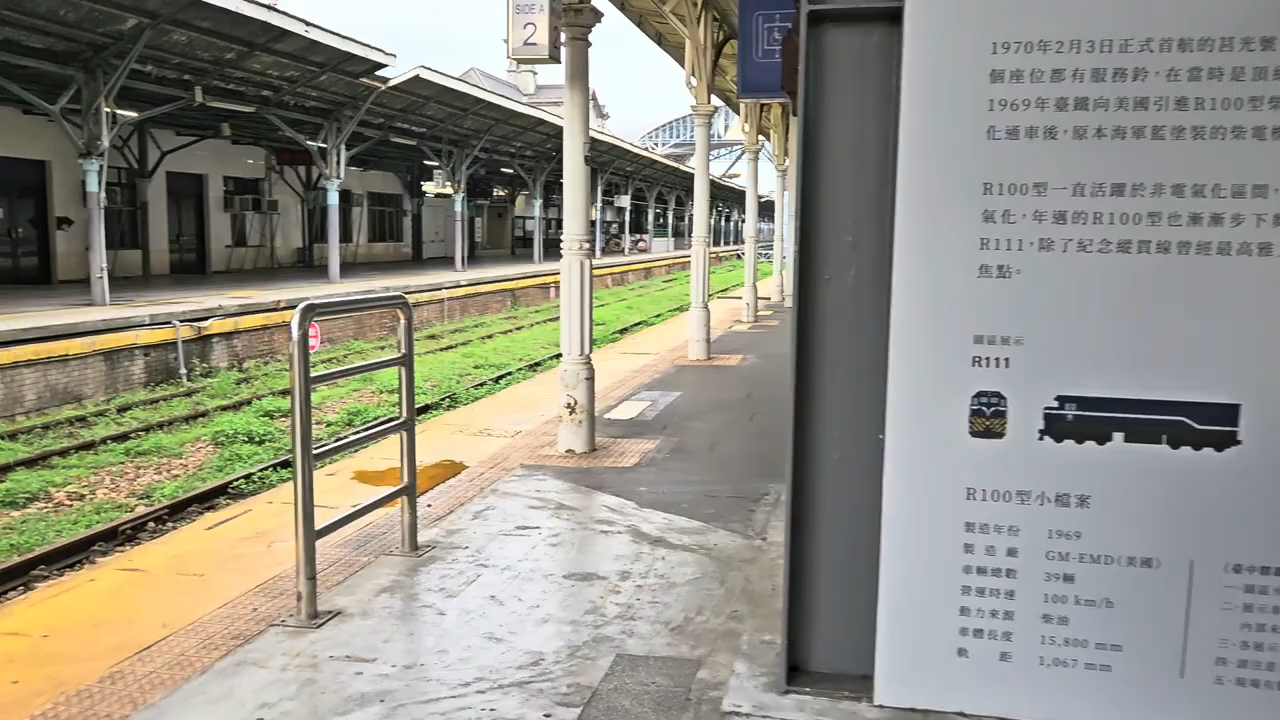 SIDE A
2
1970年2月3日正式首航的莒光號
個座位都有服務鈴,在當時是頂級
1969年臺鐵向美國引進R100型柴
化通車後,原本海軍藍塗裝的柴電機
R100型一直活躍於非電氣化區間,
氣化,年邁的R100型也漸漸步下
R111,除了紀念縱貫線曾經最高雅
焦點。
園區展示
R111
R100型小檔案
製造年份 1969
製造廠 GM-EMD(美國)
車輛總數 39輛
營運時速 100 km/h
動力來源 柴油
車體長度 15,800 mm
軌距 1,067 mm